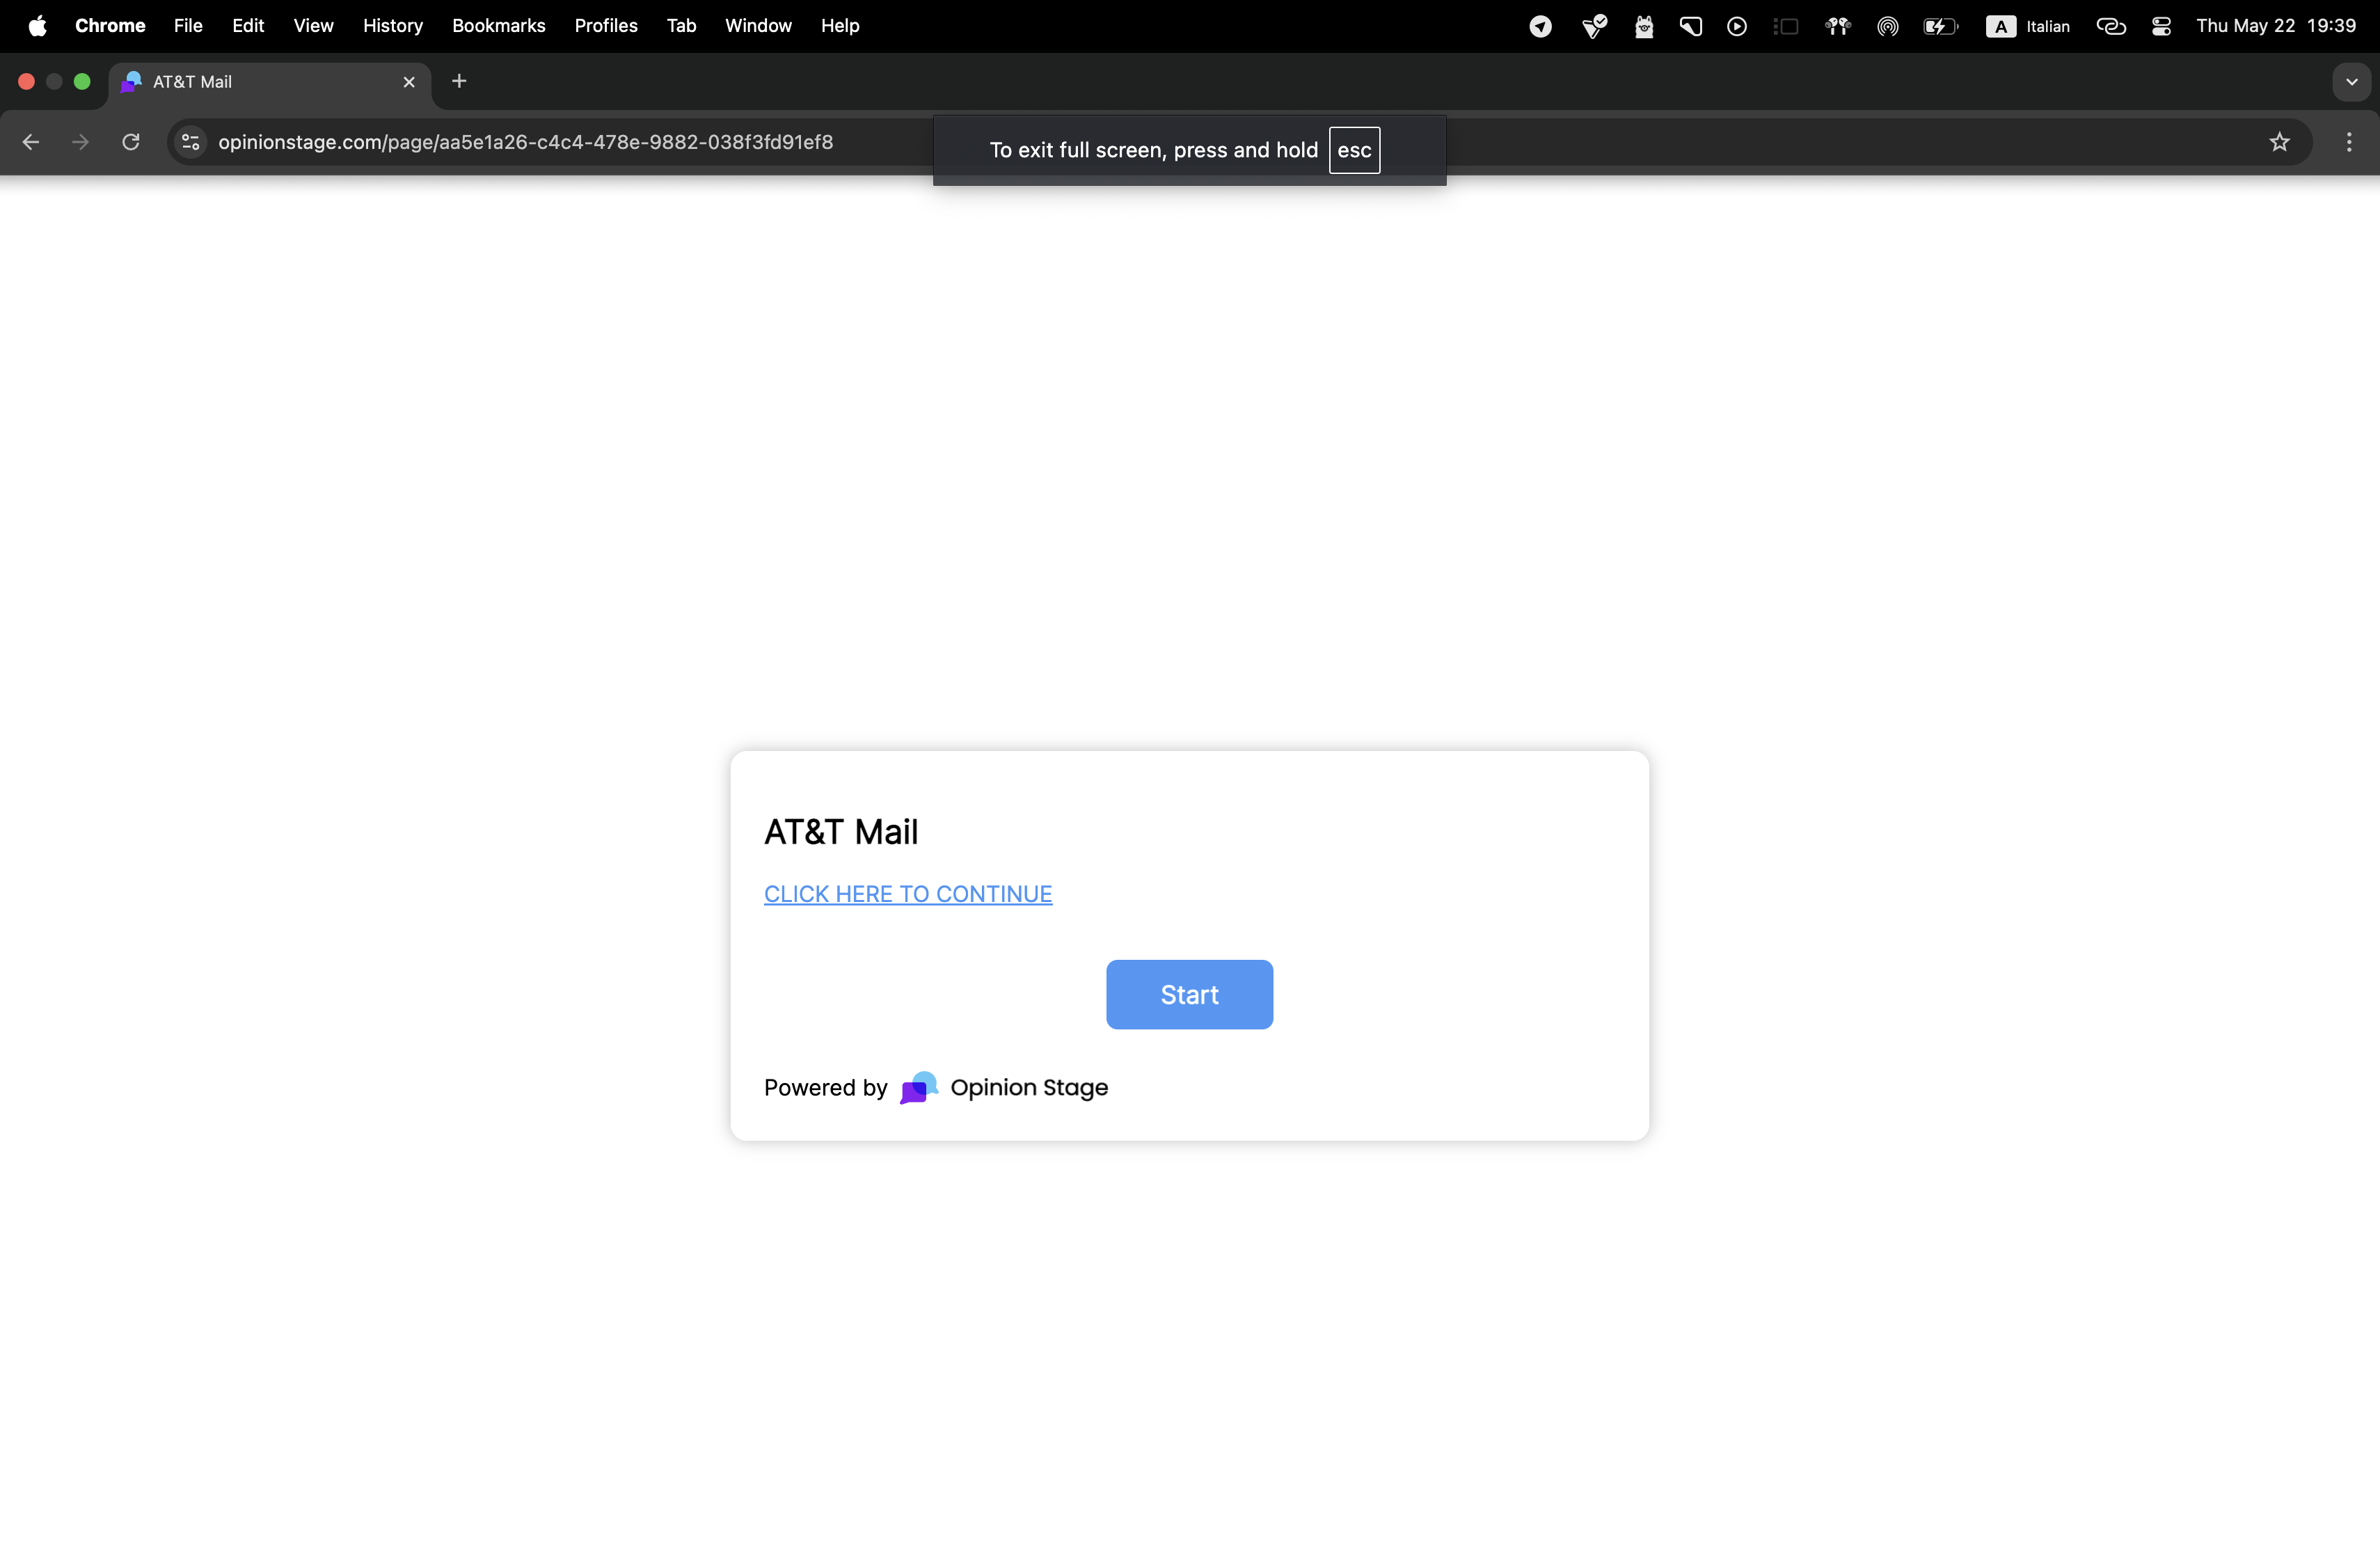 Chrome File Edit View History Bookmarks Profiles Tab Window Help A Italian Thu May 22 19:39
AT&T Mail
opinionstage.com/page/aa5e1a26-c4c4-478e-9882-038f3fd91ef8
To exit full screen, press and hold esc
AT&T Mail
CLICK HERE TO CONTINUE
Start
Powered by Opinion Stage